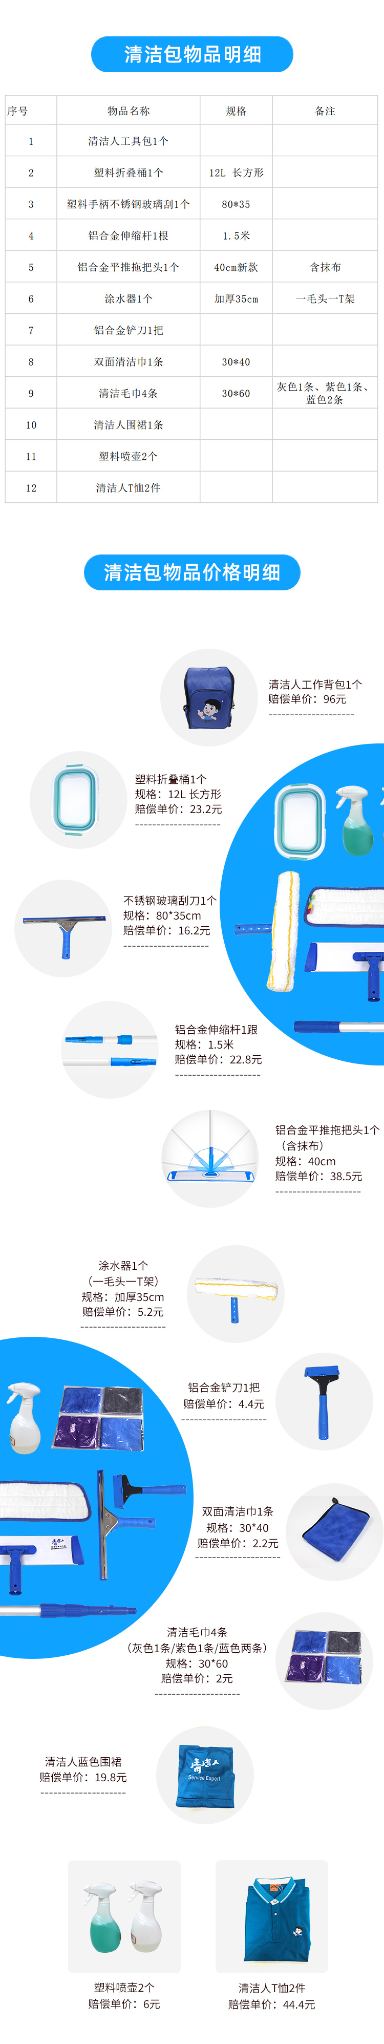 清洁包物品明细
序号 物品名称 规格 备注
1 清洁人工具包1个
2 塑料折叠桶1个 12L 长方形
3 塑料手柄不锈钢玻璃刮1个 80*35
4 铝合金伸缩杆1根 1.5米
5 铝合金平推拖把头1个 40cm新款 含抹布
6 涂水器1个 加厚35cm 一毛头一T架
7 铝合金铲刀1把
8 双面清洁巾1条 30*40
9 清洁毛巾4条 30*60 灰色1条、紫色1条、
蓝色2条
10 清洁人围裙1条
11 塑料喷壶2个
12 清洁人T恤2件
清洁包物品价格明细
清洁人工作背包1个
赔偿单价：96元
塑料折叠桶1个
规格：12L 长方形
赔偿单价：23.2元
不锈钢玻璃刮刀1个
规格：80*35cm
赔偿单价：16.2元
铝合金伸缩杆1跟
规格：1.5米
赔偿单价：22.8元
铝合金平推拖把头1个
（含抹布）
规格：40cm
赔偿单价：38.5元
涂水器1个
（一毛头一T架）
规格：加厚35cm
赔偿单价：5.2元
铝合金铲刀1把
赔偿单价：4.4元
双面清洁巾1条
规格：30*40
赔偿单价：2.2元
清洁毛巾4条
（灰色1条/紫色1条/蓝色两条）
规格：30*60
赔偿单价：2元
清洁人蓝色围裙
赔偿单价：19.8元
清洁人
Service Expert
塑料喷壶2个
赔偿单价：6元
清洁人T恤2件
赔偿单价：44.4元